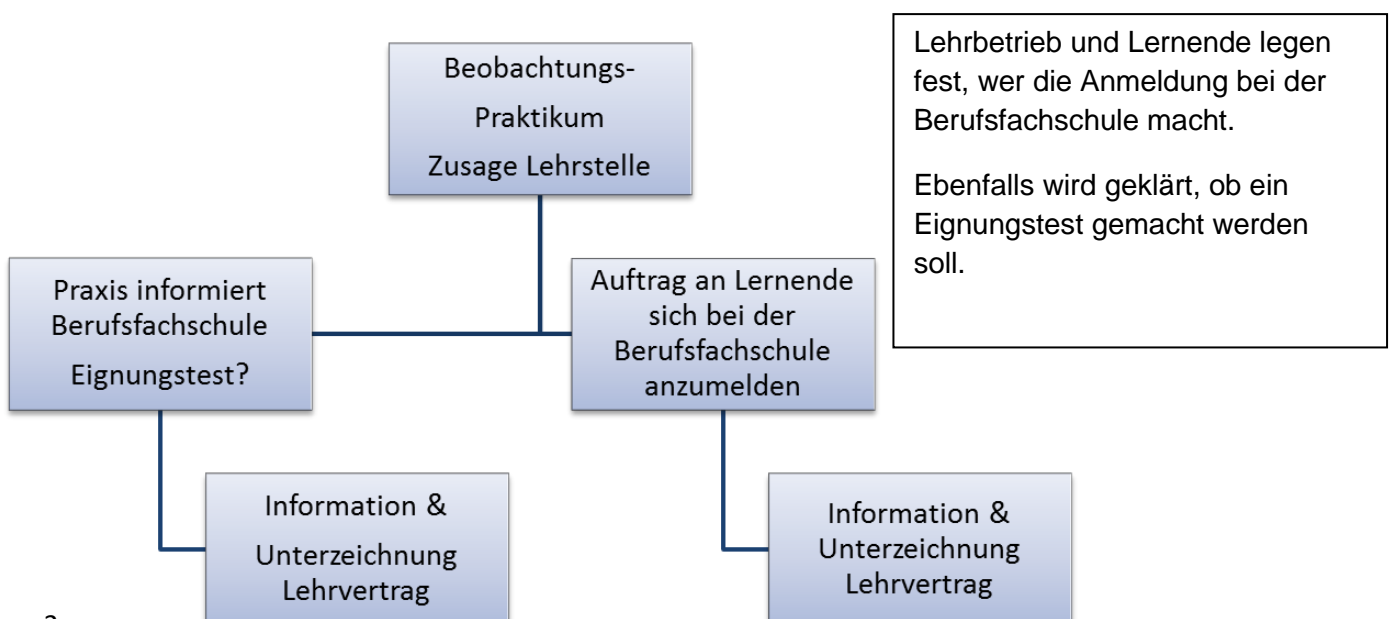 Beobachtungs-
Praktikum
Zusage Lehrstelle
Lehrbetrieb und Lernende legen
fest, wer die Anmeldung bei der
Berufsfachschule macht.
Ebenfalls wird geklärt, ob ein
Eignungstest gemacht werden
soll.
Praxis informiert
Berufsfachschule
Eignungstest?
Auftrag an Lernende
sich bei der
Berufsfachschule
anzumelden
Information &
Unterzeichnung
Lehrvertrag
Information &
Unterzeichnung
Lehrvertrag